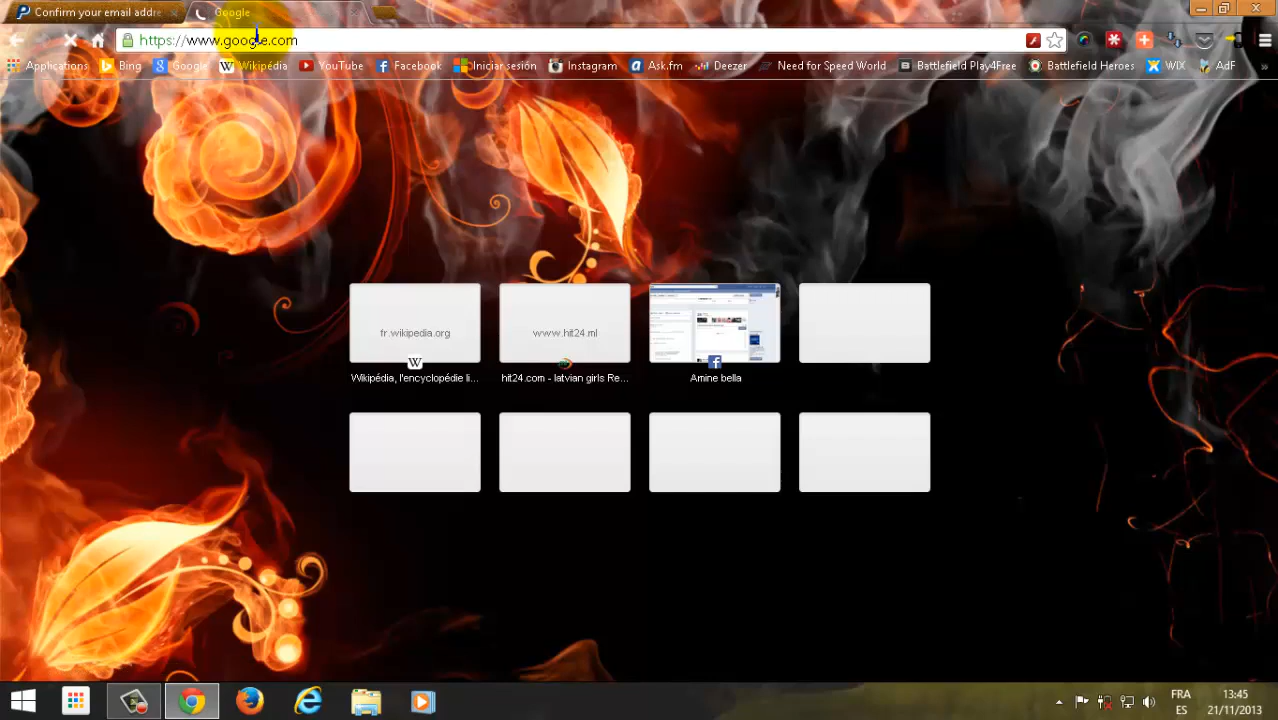 Confirm your email addre
Google
https://www.google.com
Applications
Bing
Google
Wikipédia
YouTube
Facebook
Iniciar sesión
Instagram
Ask.fm
Deezer
Need for Speed World
Battlefield Play4Free
Battlefield Heroes
WIX
AdF
»
fr.wikipedia.org
www.hit24.ml
Wikipédia, l'encyclopédie li...
hit24.com - latvian girls Re...
Amine bella
FRA
ES
13:45
21/11/2013